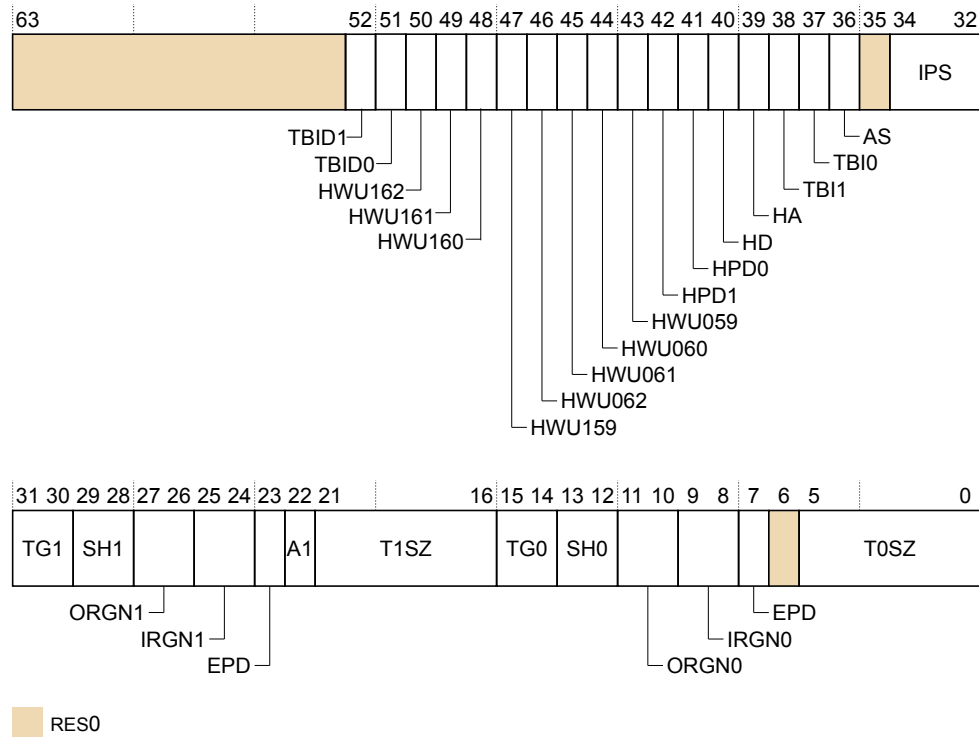 63 52 51 50 49 48 47 46 45 44 43 42 41 40 39 38 37 36 35 34 32
IPS
TBID1 AS
TBID0 TBI0
HWU162 TBI1
HWU161 HA
HWU160 HD
HPD0
HPD1
HWU059
HWU060
HWU061
HWU062
HWU159
31 30 29 28 27 26 25 24 23 22 21 16 15 14 13 12 11 10 9 8 7 6 5 0
TG1 SH1 A1 T1SZ TG0 SH0 T0SZ
ORGN1 EPD
IRGN1 IRGN0
EPD ORGN0
RES0